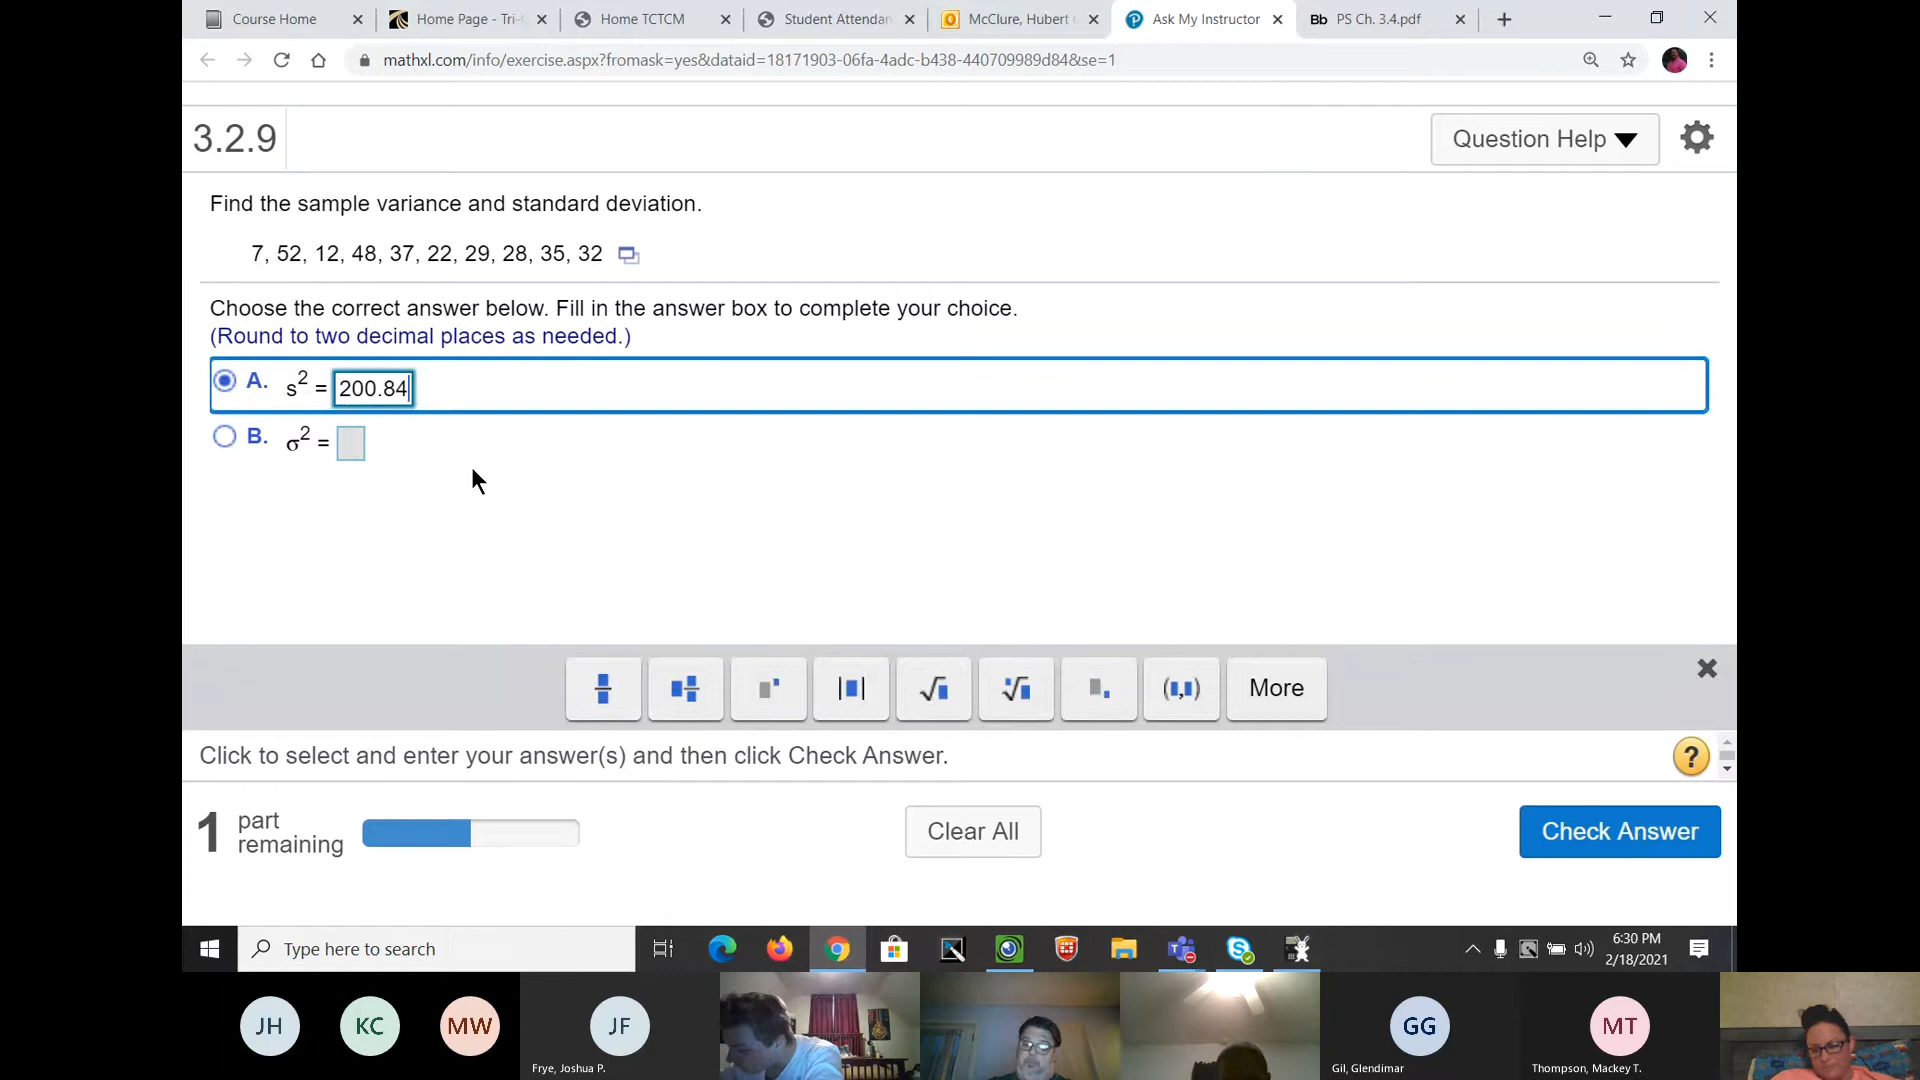 Course Home
Home Page - Tri-
Home TCTCM
Student Attendan
McClure, Hubert
Ask My Instructor
Bb PS Ch. 3.4.pdf
mathxl.com/info/exercise.aspx?fromask=yes&dataid=18171903-06fa-4adc-b438-440709989d84&se=1
3.2.9
Question Help
Find the sample variance and standard deviation.
7, 52, 12, 48, 37, 22, 29, 28, 35, 32
Choose the correct answer below. Fill in the answer box to complete your choice.
(Round to two decimal places as needed.)
A. s² = 200.84
B. σ² =
More
Click to select and enter your answer(s) and then click Check Answer.
?
1 part remaining
Clear All
Check Answer
Type here to search
6:30 PM
2/18/2021
JH
KC
MW
JF
GG
MT
Frye, Joshua P.
Gil, Glendimar
Thompson, Mackey T.